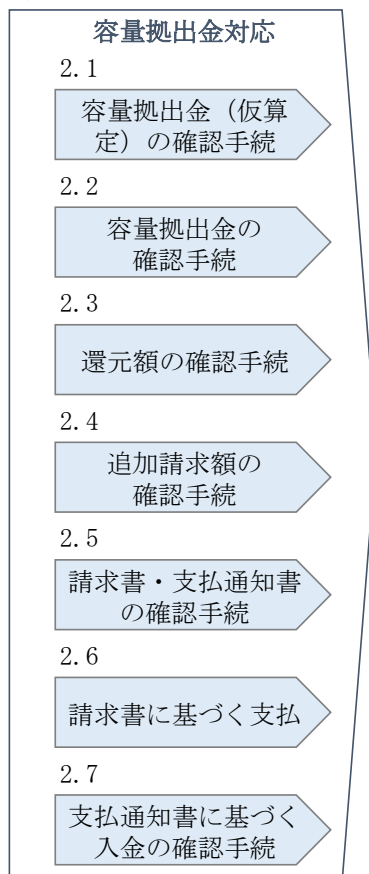 容量拠出金対応
2.1
容量拠出金（仮算
定）の確認手続
2.2
容量拠出金の
確認手続
2.3
還元額の確認手続
2.4
追加請求額の
確認手続
2.5
請求書・支払通知書
の確認手続
2.6
請求書に基づく支払
2.7
支払通知書に基づく
入金の確認手続